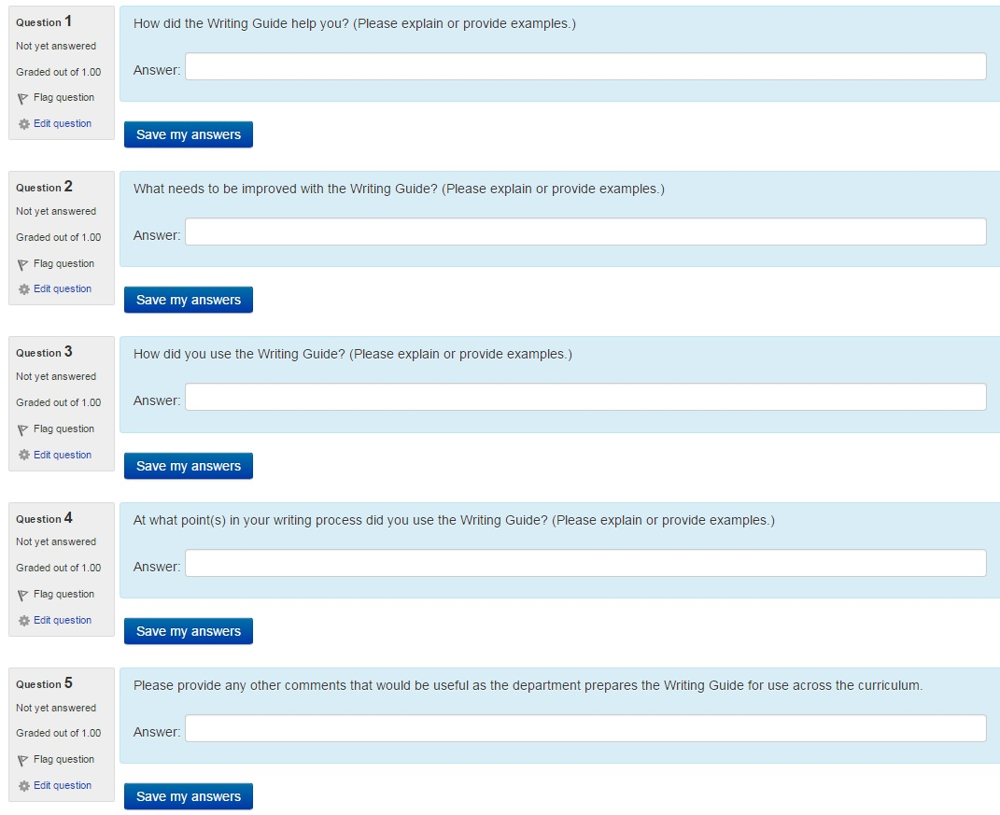 Question 1
Not yet answered
Graded out of 1.00
Flag question
Edit question
How did the Writing Guide help you? (Please explain or provide examples.)
Answer:
Save my answers
Question 2
Not yet answered
Graded out of 1.00
Flag question
Edit question
What needs to be improved with the Writing Guide? (Please explain or provide examples.)
Answer:
Save my answers
Question 3
Not yet answered
Graded out of 1.00
Flag question
Edit question
How did you use the Writing Guide? (Please explain or provide examples.)
Answer:
Save my answers
Question 4
Not yet answered
Graded out of 1.00
Flag question
Edit question
At what point(s) in your writing process did you use the Writing Guide? (Please explain or provide examples.)
Answer:
Save my answers
Question 5
Not yet answered
Graded out of 1.00
Flag question
Edit question
Please provide any other comments that would be useful as the department prepares the Writing Guide for use across the curriculum.
Answer:
Save my answers